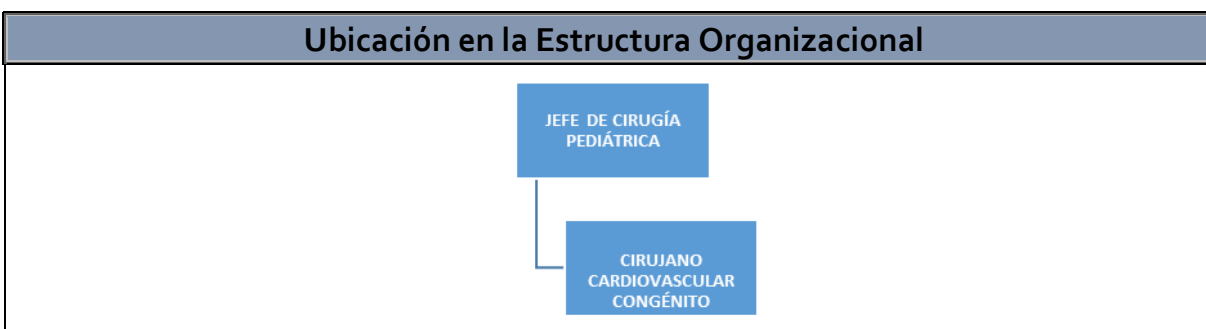 Ubicación en la Estructura Organizacional
JEFE DE CIRUGÍA
PEDIÁTRICA
CIRUJANO
CARDIOVASCULAR
CONGÉNITO